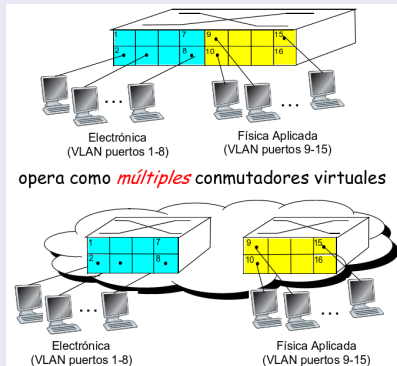 1 7 9 15
2 8 10 16
...
...
Electrónica
(VLAN puertos 1-8)
Física Aplicada
(VLAN puertos 9-15)
opera como múltiples conmutadores virtuales
1 7 9 15
2 8 10 16
...
...
Electrónica
(VLAN puertos 1-8)
Física Aplicada
(VLAN puertos 9-15)